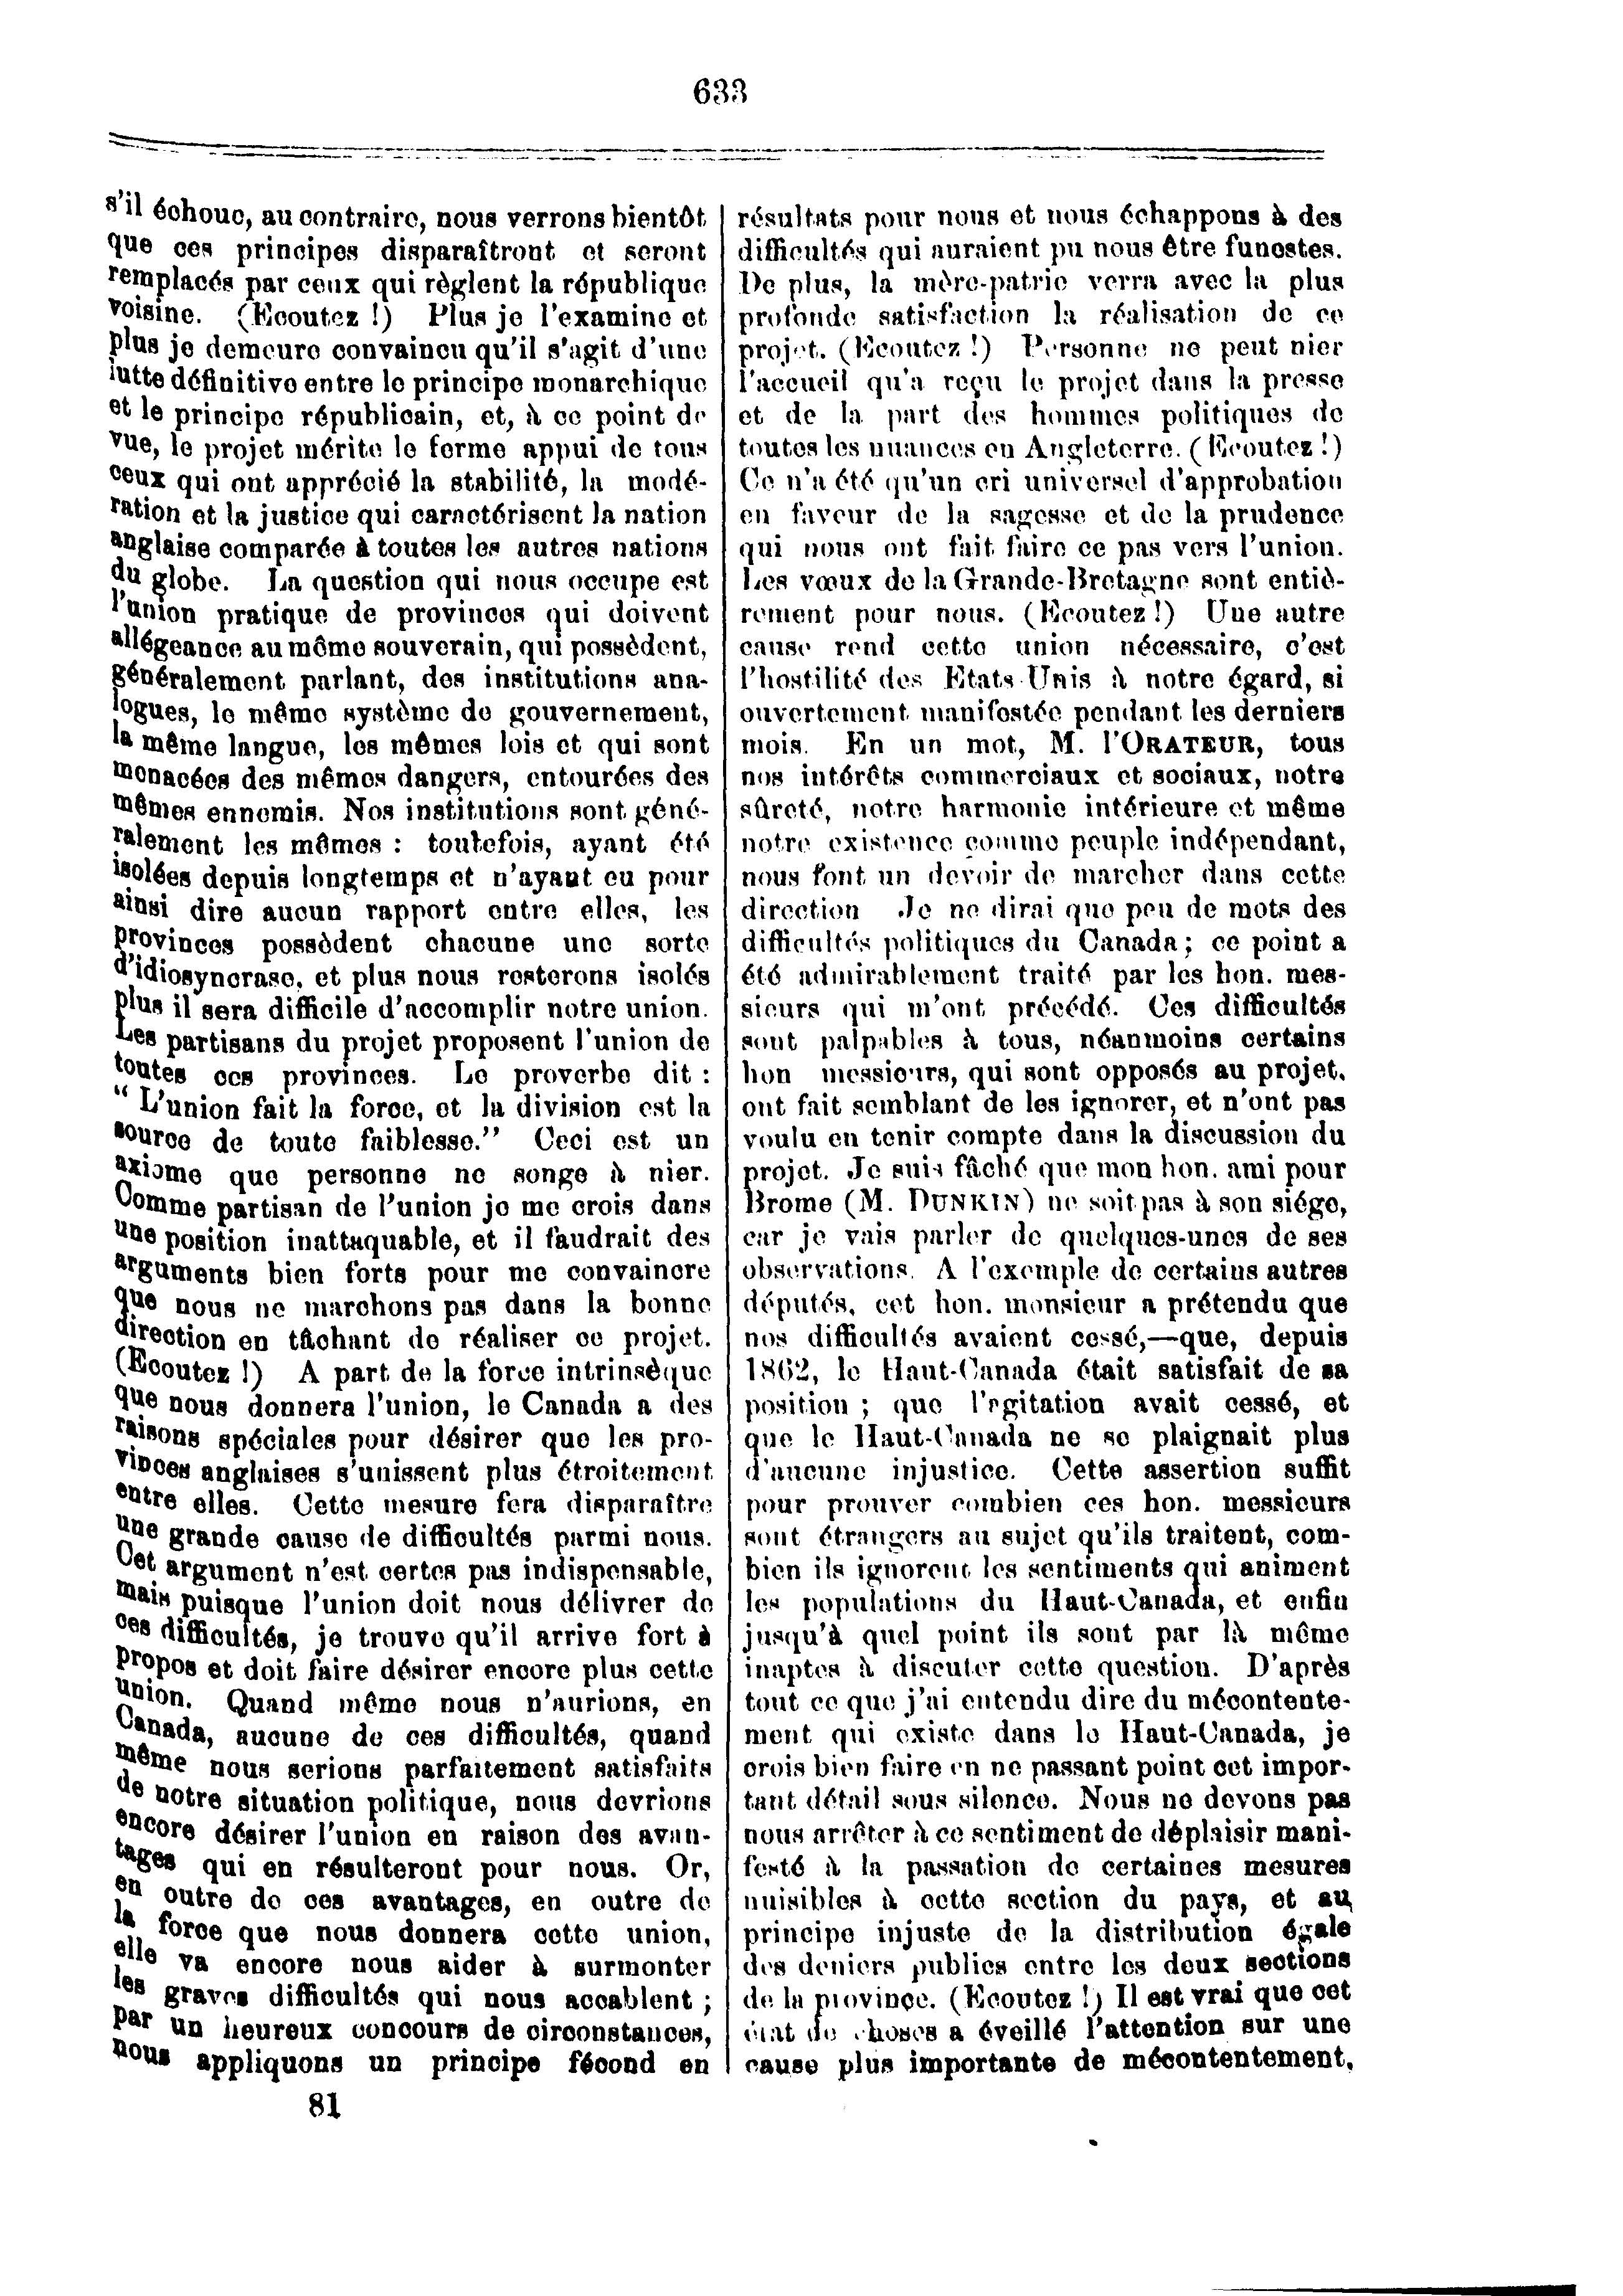 633
s'il échoue, au contraire, nous verrons bientôt
que ces principes disparaîtront et seront
remplacés par ceux qui règlent la république
voisine. (Ecoutez !) Plus je l'examine et
plus je demeure convaincu qu'il s'agit d'une
lutte définitive entre le principe monarchique
et le principe républicain, et, à ce point de
vue, le projet mérite le ferme appui de tous
ceux qui ont apprécié la stabilité, la modé-
ration et la justice qui caractérisent la nation
anglaise comparée à toutes les autres nations
du globe. La question qui nous occupe est
l'union pratique de provinces qui doivent
allégeance au même souverain, qui possèdent,
généralement parlant, des institutions ana-
logues, le même système de gouvernement,
la même langue, les mêmes lois et qui sont
menacées des mêmes dangers, entourées des
mêmes ennemis. Nos institutions sont géné-
ralement les mêmes : toutefois, ayant été
isolées depuis longtemps et n'ayant eu pour
ainsi dire aucun rapport entre elles, les
provinces possèdent chacune une sorte
d'idiosyncrase, et plus nous resterons isolés
plus il sera difficile d'accomplir notre union.
Les partisans du projet proposent l'union de
toutes ces provinces. Le proverbe dit :
" L'union fait la force, et la division est la
source de toute faiblesse." Ceci est un
axiome que personne ne songe à nier.
Comme partisan de l'union je me crois dans
une position inattaquable, et il faudrait des
arguments bien forts pour me convaincre
que nous ne marchons pas dans la bonne
direction en tâchant de réaliser ce projet.
(Ecoutez !) A part de la force intrinsèque
que nous donnera l'union, le Canada a des
raisons spéciales pour désirer que les pro-
vinces anglaises s'unissent plus étroitement
entre elles. Cette mesure fera disparaître
une grande cause de difficultés parmi nous.
Cet argument n'est certes pas indispensable,
mais puisque l'union doit nous délivrer de
ces difficultés, je trouve qu'il arrive fort à
propos et doit faire désirer encore plus cette
union. Quand même nous n'aurions, en
Canada, aucune de ces difficultés, quand
même nous serions parfaitement satisfaits
de notre situation politique, nous devrions
encore désirer l'union en raison des avan-
tages qui en résulteront pour nous. Or,
en outre de ces avantages, en outre de
la force que nous donnera cette union,
elle va encore nous aider à surmonter
les graves difficultés qui nous accablent ;
par un heureux concours de circonstances,
nous appliquons un principe fécond en
81
résultats pour nous et nous échappons à des
difficultés qui auraient pu nous être funestes.
De plus, la mère-patrie verra avec la plus
profonde satisfaction la réalisation de ce
projet. (Ecoutez !) Personne ne peut nier
l'accueil qu'a reçu le projet dans la presse
et de la part des hommes politiques de
toutes les nuances en Angleterre. (Ecoutez !)
Ce n'a été qu'un cri universel d'approbation
en faveur de la sagesse et de la prudence
qui nous ont fait faire ce pas vers l'union.
Les vœux de la Grande-Bretagne sont entiè-
rement pour nous. (Ecoutez !) Une autre
cause rend cette union nécessaire, c'est
l'hostilité des Etats-Unis à notre égard, si
ouvertement manifestée pendant les derniers
mois. En un mot, M. l'ORATEUR, tous
nos intérêts commerciaux et sociaux, notre
sûreté, notre harmonie intérieure et même
notre existence comme peuple indépendant,
nous font un devoir de marcher dans cette
direction Je ne dirai que peu de mots des
difficultés politiques du Canada ; ce point a
été admirablement traité par les hon. mes-
sieurs qui m'ont précédé. Ces difficultés
sont palpables à tous, néanmoins certains
hon messieurs, qui sont opposés au projet,
ont fait semblant de les ignorer, et n'ont pas
voulu en tenir compte dans la discussion du
projet. Je suis fâché que mon hon. ami pour
Brome (M. DUNKIN) ne soit pas à son siége,
car je vais parler de quelques-unes de ses
observations. A l'exemple de certains autres
députés, cet hon. monsieur a prétendu que
nos difficultés avaient cessé,—que, depuis
1862, le Haut-Canada était satisfait de sa
position ; que l'agitation avait cessé, et
que le Haut-Canada ne se plaignait plus
d'aucune injustice. Cette assertion suffit
pour prouver combien ces hon. messieurs
sont étrangers au sujet qu'ils traitent, com-
bien ils ignorent les sentiments qui animent
les populations du Haut-Canada, et enfin
jusqu'à quel point ils sont par là même
inaptes à discuter cette question. D'après
tout ce que j'ai entendu dire du mécontente-
ment qui existe dans le Haut-Canada, je
crois bien faire en ne passant point cet impor-
tant détail sous silence. Nous ne devons pas
nous arrêter à ce sentiment de déplaisir mani-
festé à la passation de certaines mesures
nuisibles à cette section du pays, et au
principe injuste de la distribution égale
des deniers publics entre les deux sections
de la province. (Ecoutez !) Il est vrai que cet
état de choses a éveillé l'attention sur une
cause plus importante de mécontentement,